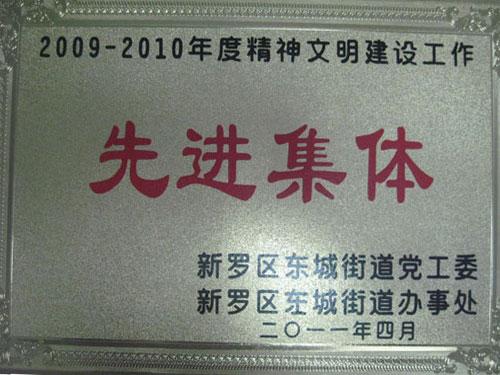 2009-2010年度精神文明建设工作
先进集体
新罗区东城街道党工委
新罗区东城街道办事处
二〇一一年四月